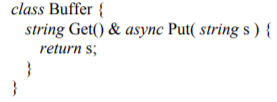 class Buffer {
string Get() & async Put( string s ) {
return s;
}
}